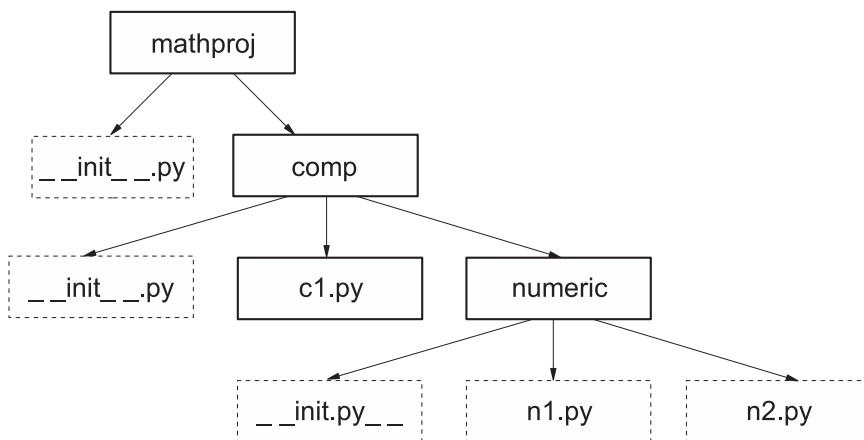 mathproj
_ _init_ _.py
comp
_ _init_ _.py
c1.py
numeric
_ _init.py_ _
n1.py
n2.py